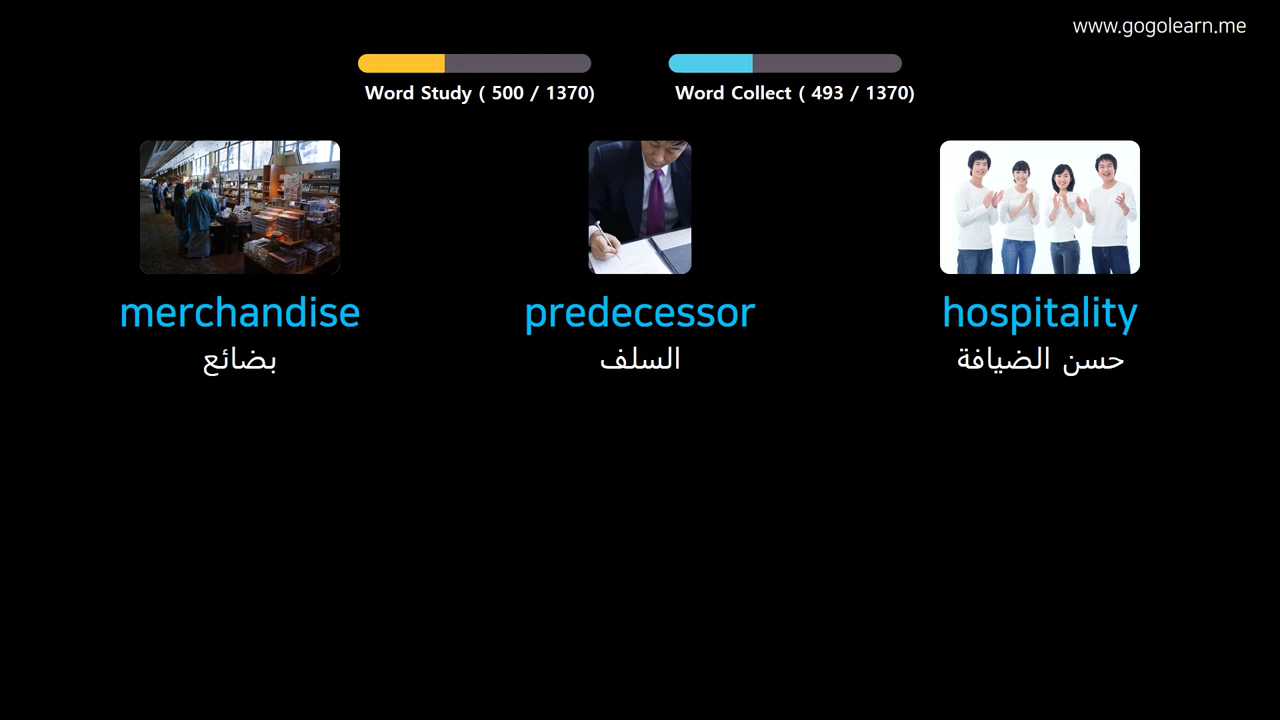 www.gogolearn.me
Word Study ( 500 / 1370)
Word Collect ( 493 / 1370)
merchandise
بضائع
predecessor
السلف
hospitality
حسن الضيافة